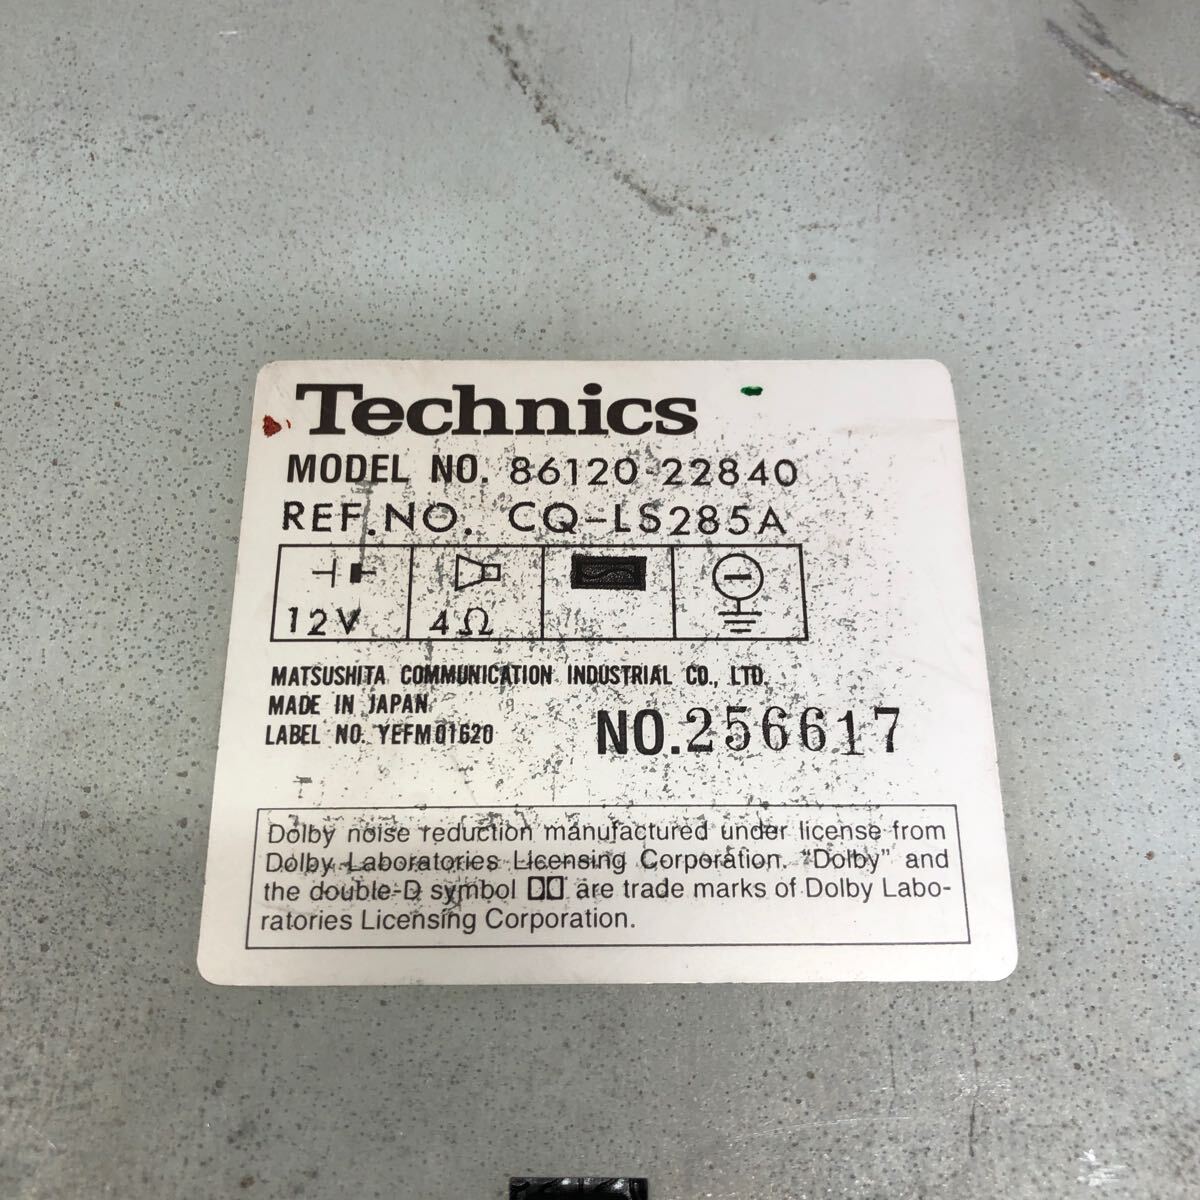 Technics
MODEL NO. 86120-22840
REF.NO. CQ-LS285A
12V 4Ω
MATSUSHITA COMMUNICATION INDUSTRIAL CO., LTD.
MADE IN JAPAN
LABEL NO. YEFM01620
NO.256617
Dolby noise reduction manufactured under license from
Dolby Laboratories Licensing Corporation. "Dolby" and
the double-D symbol are trade marks of Dolby Labo-
ratories Licensing Corporation.